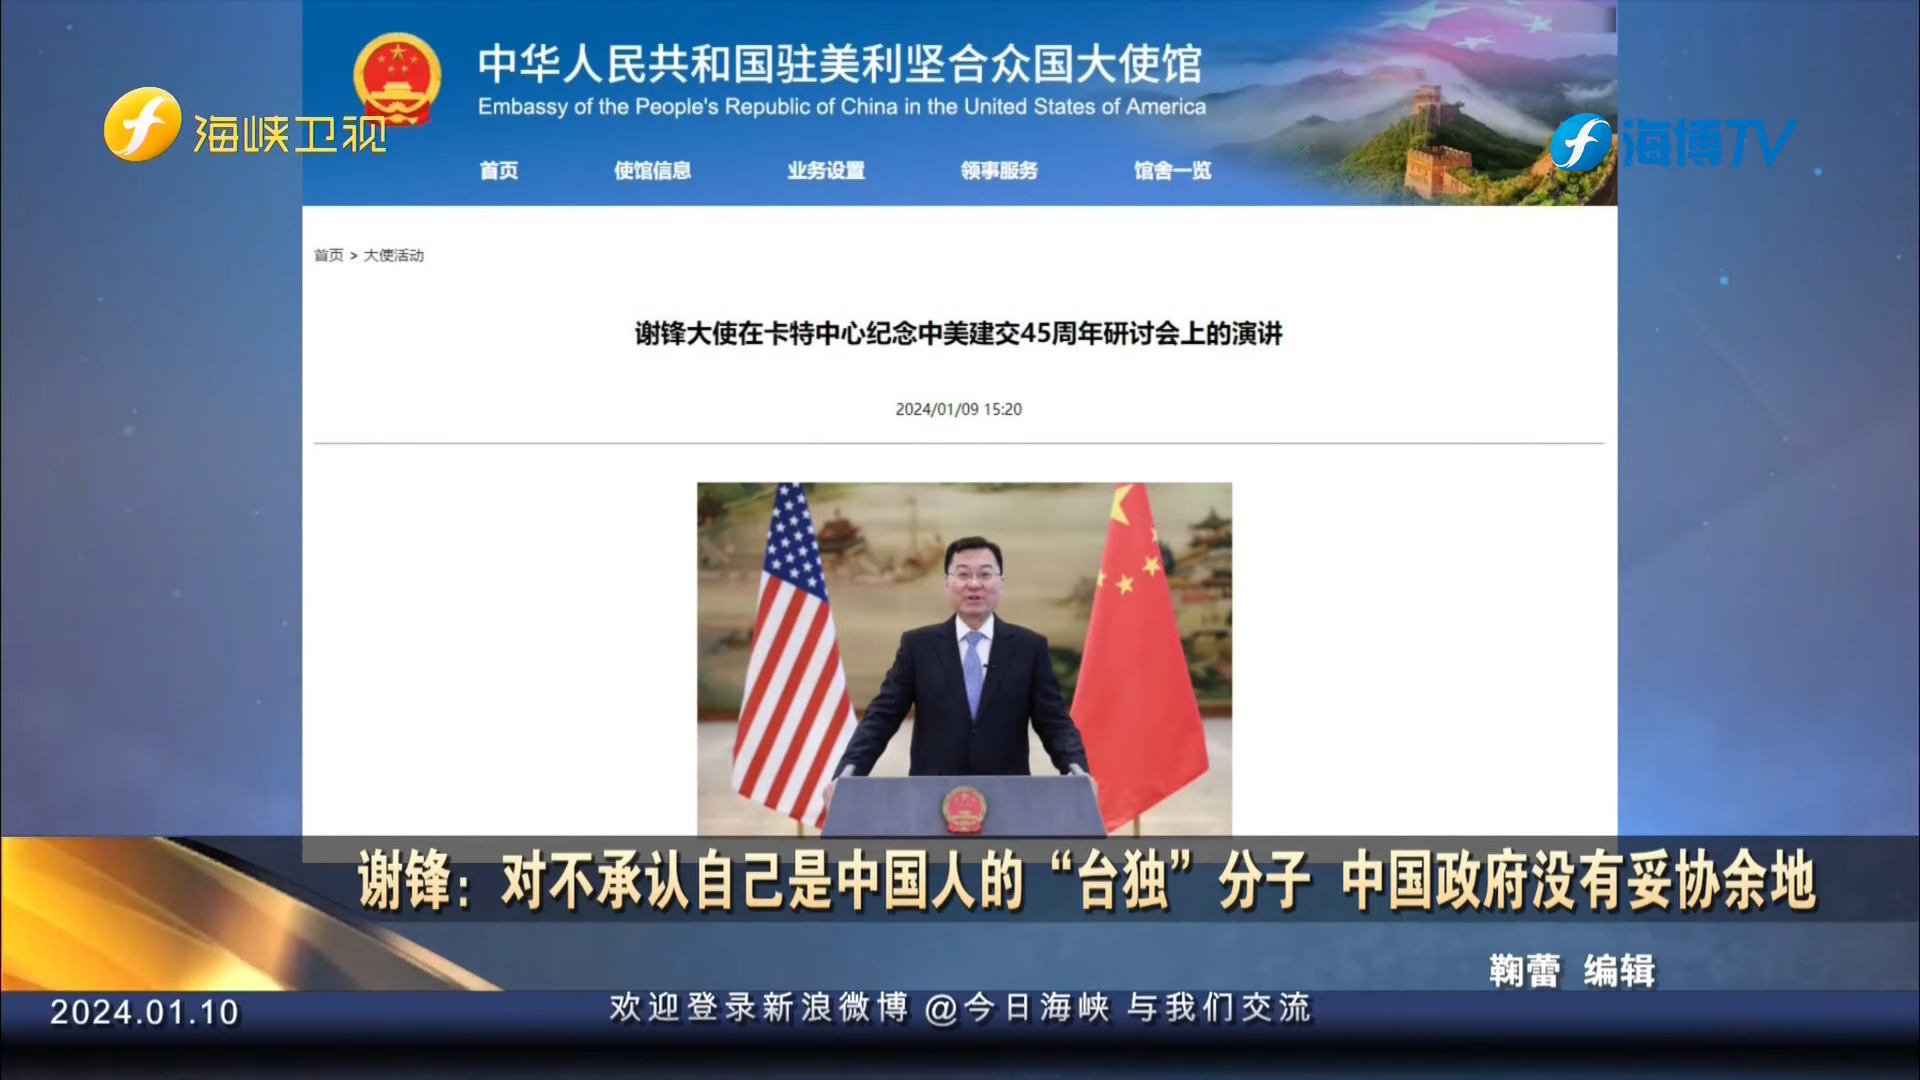 中华人民共和国驻美利坚合众国大使馆
Embassy of the People's Republic of China in the United States of America
海峡卫视
海博TV
首页 使馆信息 业务设置 领事服务 馆舍一览
首页 > 大使活动
谢锋大使在卡特中心纪念中美建交45周年研讨会上的演讲
2024/01/09 15:20
谢锋：对不承认自己是中国人的“台独”分子 中国政府没有妥协余地
鞠蕾 编辑
2024.01.10
欢迎登录新浪微博 @今日海峡 与我们交流